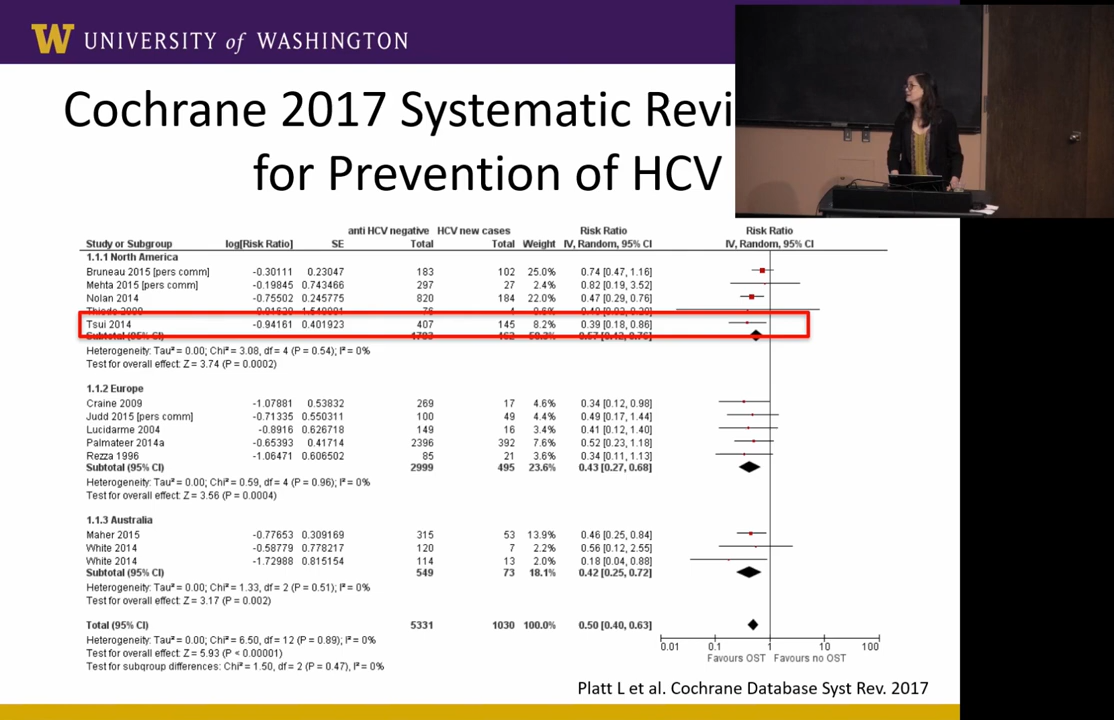 W UNIVERSITY of WASHINGTON
Cochrane 2017 Systematic
for Prevention of HCV
anti HCV negative HCV new cases Risk Ratio Risk Ratio
Study or Subgroup log[Risk Ratio] SE Total Total Weight IV, Random, 95% CI IV, Random, 95% CI
1.1.1 North America
Bruneau 2015 [pers comm] -0.30111 0.23047 183 102 25.0% 0.74 [0.47, 1.16]
Mehta 2015 [pers comm] -0.19845 0.743466 297 27 2.4% 0.82 [0.19, 3.52]
Nolan 2014 -0.75502 0.245775 820 184 22.0% 0.47 [0.29, 0.76]
Tsui 2014 -0.94161 0.401923 407 145 8.2% 0.39 [0.18, 0.86]
Subtotal (95% CI)
Heterogeneity: Tau² = 0.00; Chi² = 3.08, df = 4 (P = 0.54); I² = 0%
Test for overall effect: Z = 3.74 (P = 0.0002)
1.1.2 Europe
Craine 2009 -1.07881 0.53832 269 17 4.6% 0.34 [0.12, 0.98]
Judd 2015 [pers comm] -0.71335 0.550311 100 49 4.4% 0.49 [0.17, 1.44]
Lucidarme 2004 -0.8916 0.626718 149 16 3.4% 0.41 [0.12, 1.40]
Palmateer 2014a -0.65393 0.41714 2396 392 7.6% 0.52 [0.23, 1.18]
Rezza 1996 -1.06471 0.606502 85 21 3.6% 0.34 [0.11, 1.13]
Subtotal (95% CI) 2999 495 23.6% 0.43 [0.27, 0.68]
Heterogeneity: Tau² = 0.00; Chi² = 0.59, df = 4 (P = 0.96); I² = 0%
Test for overall effect: Z = 3.56 (P = 0.0004)
1.1.3 Australia
Maher 2015 -0.77653 0.309169 315 53 13.9% 0.46 [0.25, 0.84]
White 2014 -0.58779 0.778217 120 7 2.2% 0.56 [0.12, 2.55]
White 2014 -1.72988 0.815154 114 13 2.0% 0.18 [0.04, 0.88]
Subtotal (95% CI) 549 73 18.1% 0.42 [0.25, 0.72]
Heterogeneity: Tau² = 0.00; Chi² = 1.33, df = 2 (P = 0.51); I² = 0%
Test for overall effect: Z = 3.17 (P = 0.002)
Total (95% CI) 5331 1030 100.0% 0.50 [0.40, 0.63]
Heterogeneity: Tau² = 0.00; Chi² = 6.50, df = 12 (P = 0.89); I² = 0%
Test for overall effect: Z = 5.93 (P < 0.00001)
Test for subgroup differences: Chi² = 1.50, df = 2 (P = 0.47), I² = 0%
0.01 0.1 1 10 100
Favours OST Favours no OST
Platt L et al. Cochrane Database Syst Rev. 2017